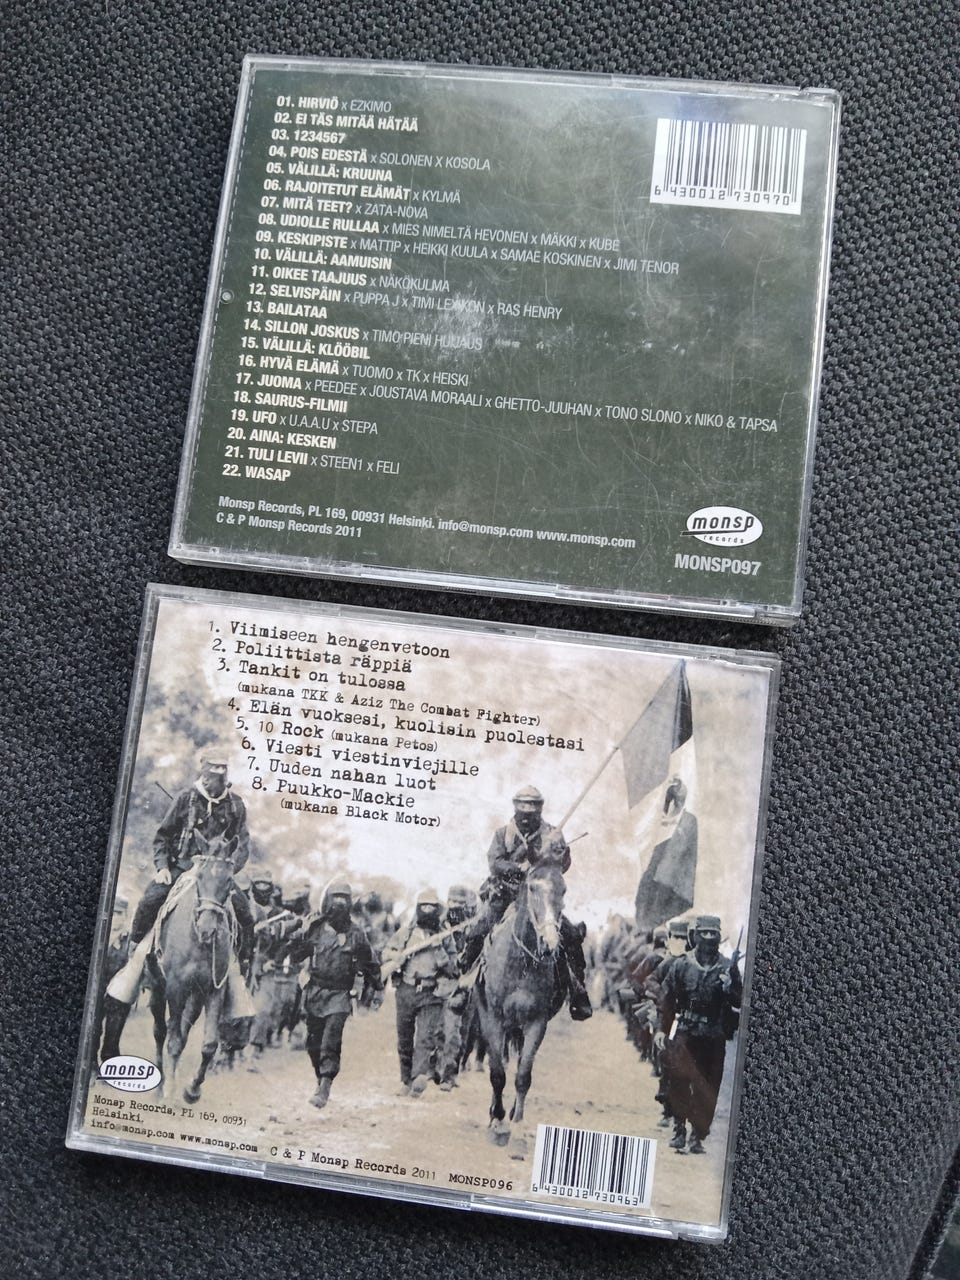 01. HIRVIÖ x EZKIMO
02. EI TÄS MITÄÄ HÄTÄÄ
03. 1234567
04. POIS EDESTÄ x SOLONEN X KOSOLA
05. VÄLILLÄ: KRUUNA
06. RAJOITETUT ELÄMÄT x KYLMÄ
07. MITÄ TEET? x ZATA-NOVA
08. UDIOLLE RULLAA x MIES NIMELTÄ HEVONEN x MÄKKI x KUBE
09. KESKIPISTE x MATTIP x HEIKKI KUULA x SAMAE KOSKINEN x JIMI TENOR
10. VÄLILLÄ: AAMUISIN
11. OIKEE TAAJUUS x NÄKÖKULMA
12. SELVISPÄIN x PUPPA J x TIMI LEXIKON x RAS HENRY
13. BAILATAA
14. SILLON JOSKUS x TIMO PIENI HUIJAUS
15. VÄLILLÄ: KLÖÖBIL
16. HYVÄ ELÄMÄ x TUOMO x TK x HEISKI
17. JUOMA x PEEDEE x JOUSTAVA MORAALI x GHETTO-JUUHAN x TONO SLONO x NIKO & TAPSA
18. SAURUS-FILMII
19. UFO x U.A.A.U x STEPA
20. AINA: KESKEN
21. TULI LEVII x STEEN1 x FELI
22. WASAP
6 430012 730970
Monsp Records, PL 169, 00931 Helsinki. info@monsp.com www.monsp.com
C & P Monsp Records 2011
monsp
records
MONSP097
1. Viimiseen hengenvetoon
2. Poliittista räppiä
3. Tankit on tulossa
(mukana TKK & Aziz The Combat Fighter)
4. Elän vuoksesi, kuolisin puolestasi
5. 10 Rock (mukana Petos)
6. Viesti viestinviejille
7. Uuden nahan luot
8. Puukko-Mackie
(mukana Black Motor)
monsp
records
Monsp Records, PL 169, 00931
Helsinki.
info@monsp.com www.monsp.com
C & P Monsp Records 2011 MONSP096
6 430012 730963